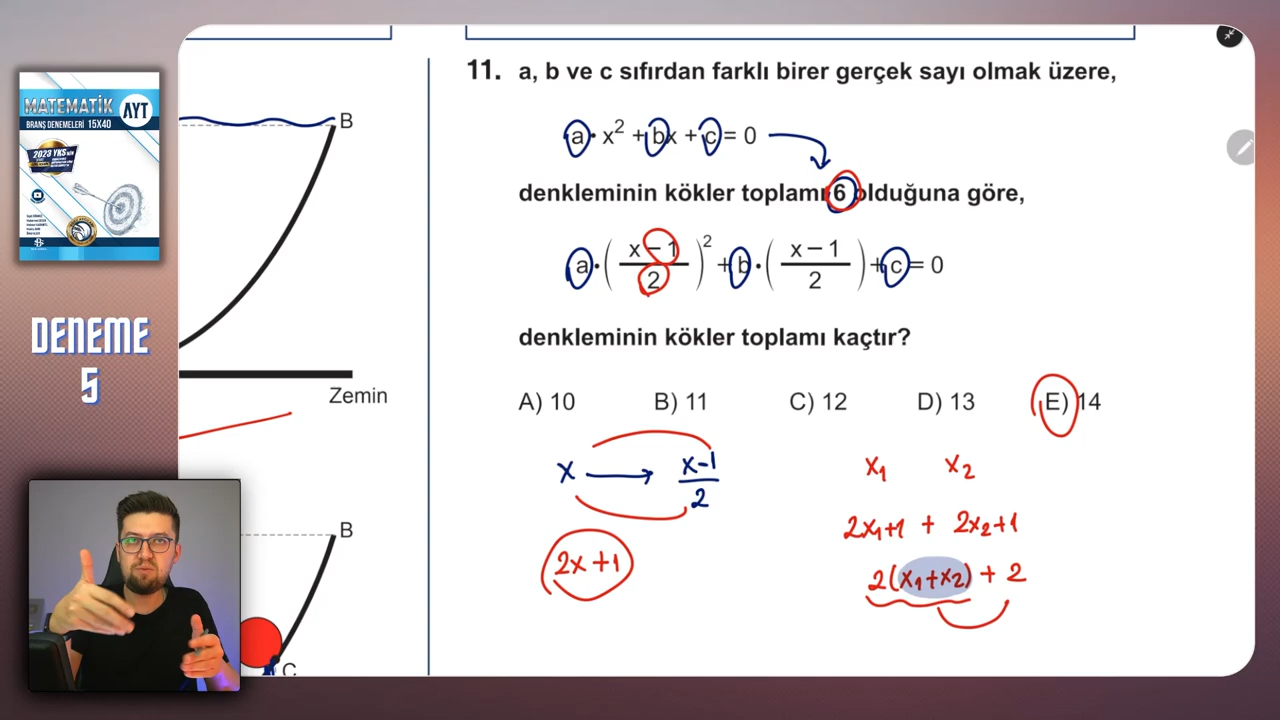 MATEMATİK AYT
BRANŞ DENEMELERİ 15X40
2023 YKS'NİN
DENEME
5
B
Zemin
B
C
11. a, b ve c sıfırdan farklı birer gerçek sayı olmak üzere,
a · x² + bx + c = 0
denkleminin kökler toplamı 6 olduğuna göre,
a · ( (x − 1)/2 )² + b · ( (x − 1)/2 ) + c = 0
denkleminin kökler toplamı kaçtır?
A) 10 B) 11 C) 12 D) 13 E) 14
x → (x-1)/2
2x+1
x₁ x₂
2x₁+1 + 2x₂+1
2(x₁+x₂) + 2